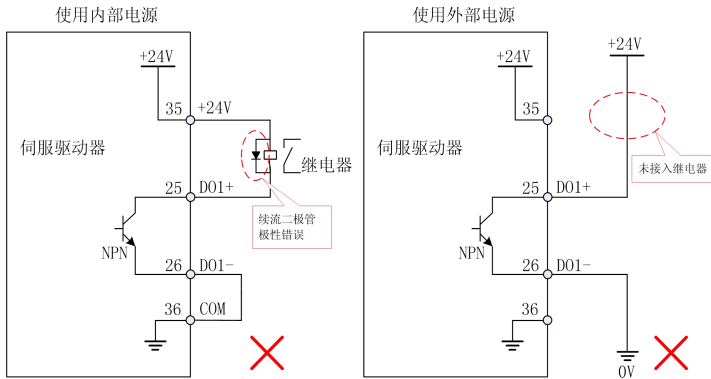 使用内部电源
+24V
35
+24V
伺服驱动器
继电器
25
DO1+
续流二极管
极性错误
NPN
26
DO1-
36
COM
使用外部电源
+24V
+24V
35
伺服驱动器
未接入继电器
25
DO1+
NPN
26
DO1-
36
0V